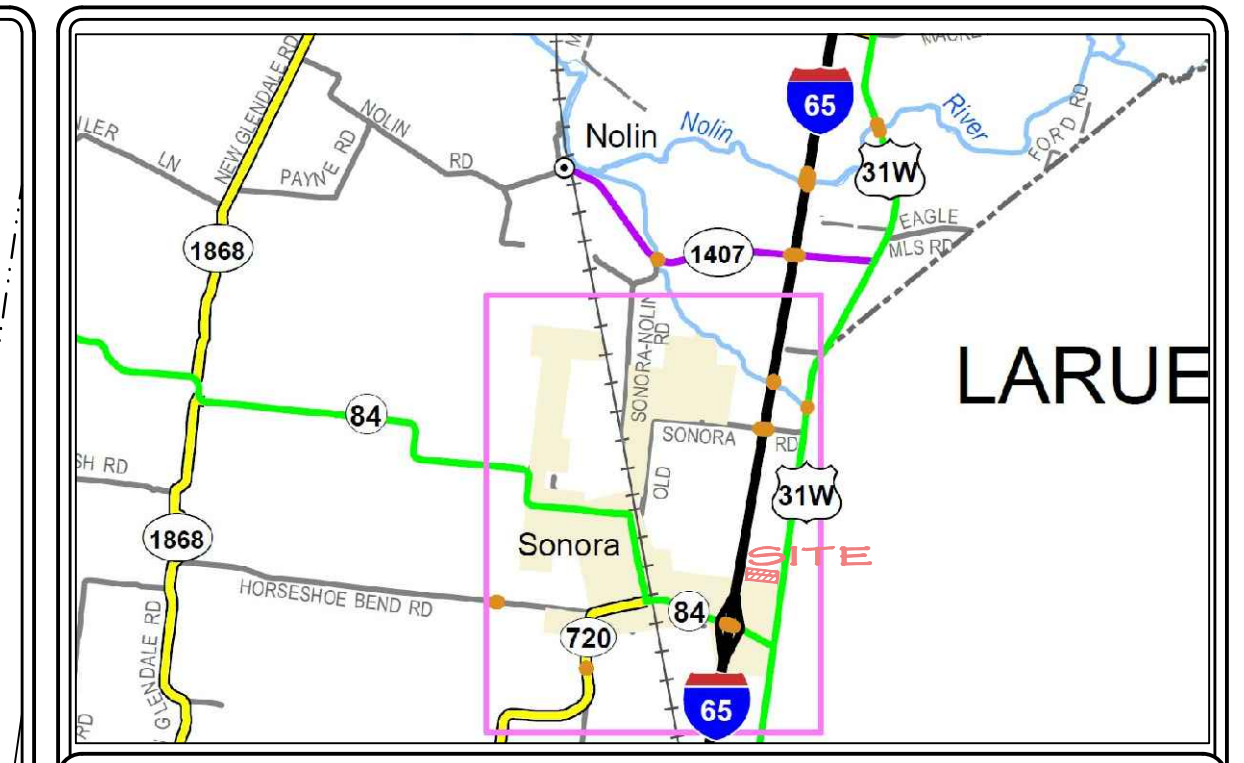 NEW GLENDALE RD
NOLIN
RD
LN
PAYNE RD
Nolin
Nolin
River
65
31W
FORD RD
EAGLE
MLS RD
1868
1407
SONORA-NOLIN
RD
LARUE
84
SONORA
RD
OLD
SH RD
31W
1868
Sonora
SITE
HORSESHOE BEND RD
84
720
GLENDALE RD
RD
65